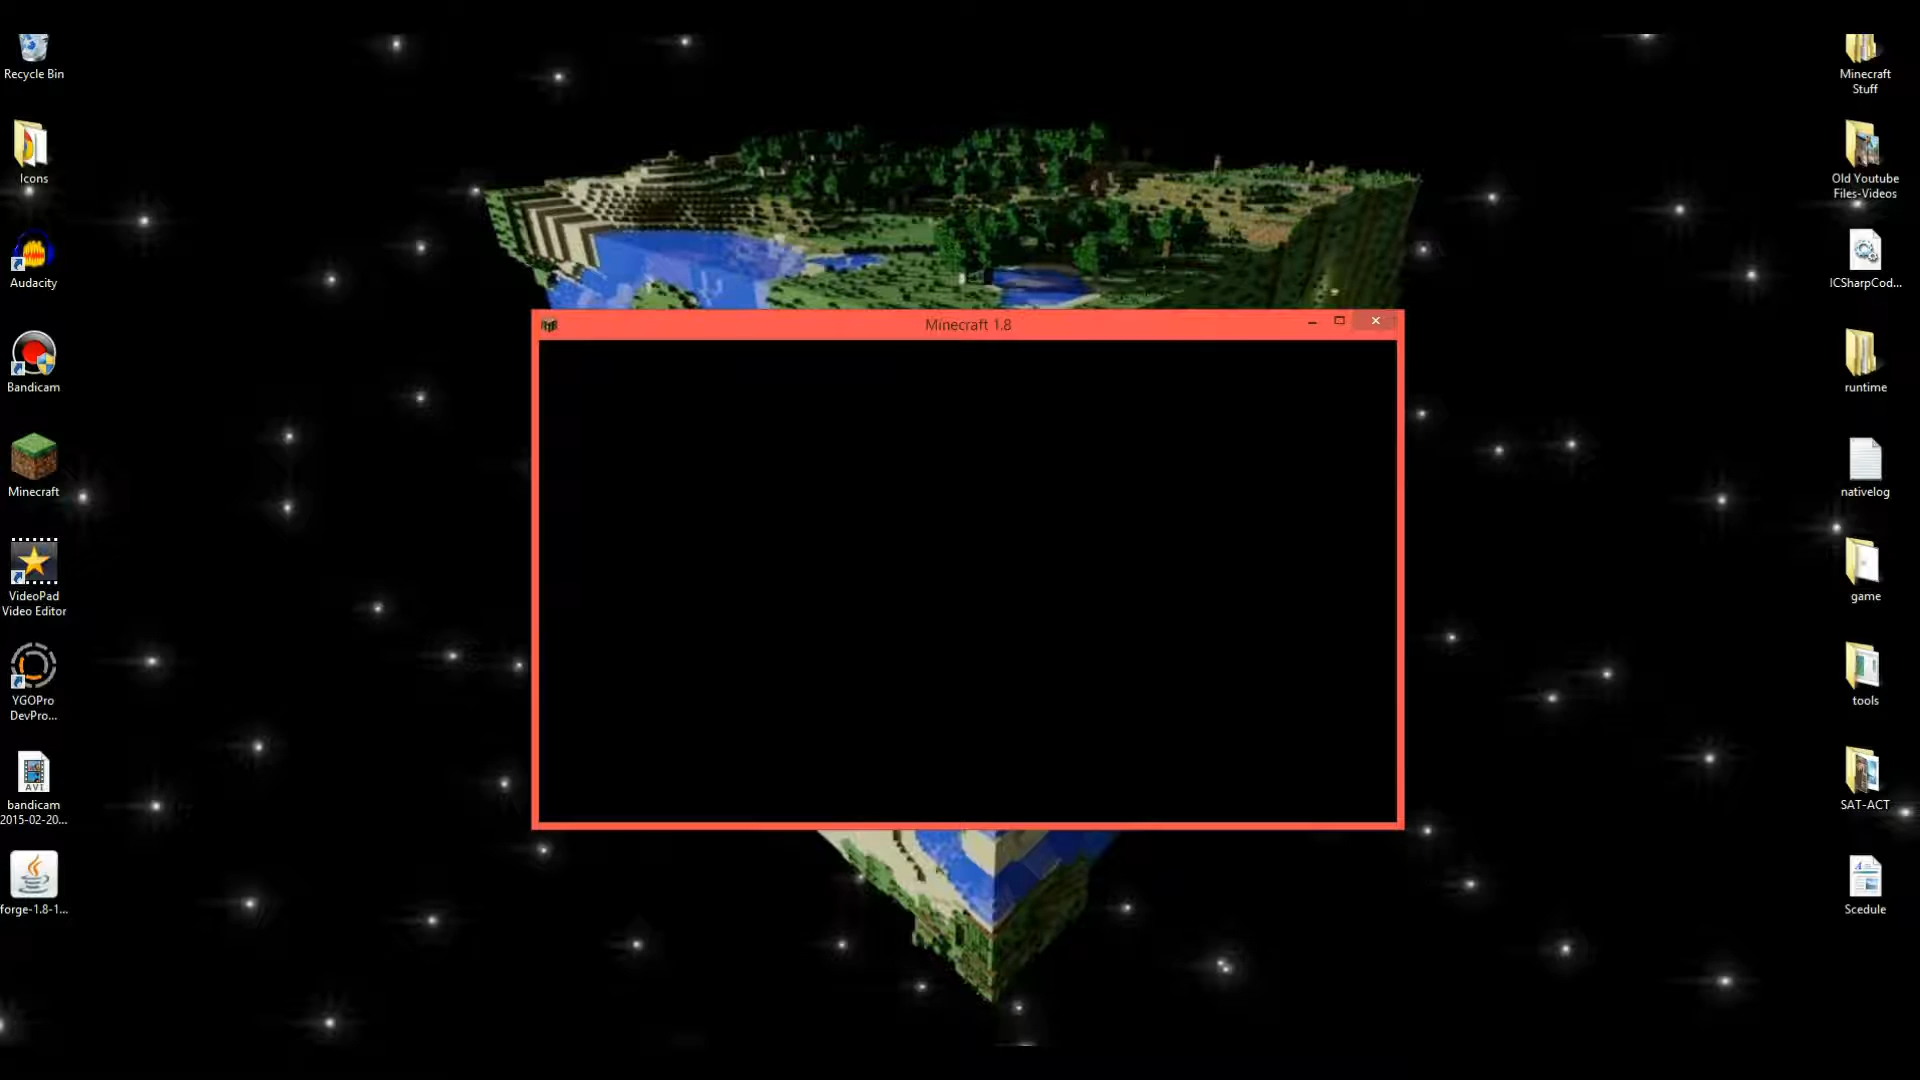 Recycle Bin
Icons
Audacity
Bandicam
Minecraft
VideoPad
Video Editor
YGOPro
DevPro...
AVI
bandicam
2015-02-20...
forge-1.8-1...
Minecraft 1.8
Minecraft
Stuff
Old Youtube
Files-Videos
ICSharpCod...
runtime
nativelog
game
tools
SAT-ACT
Scedule